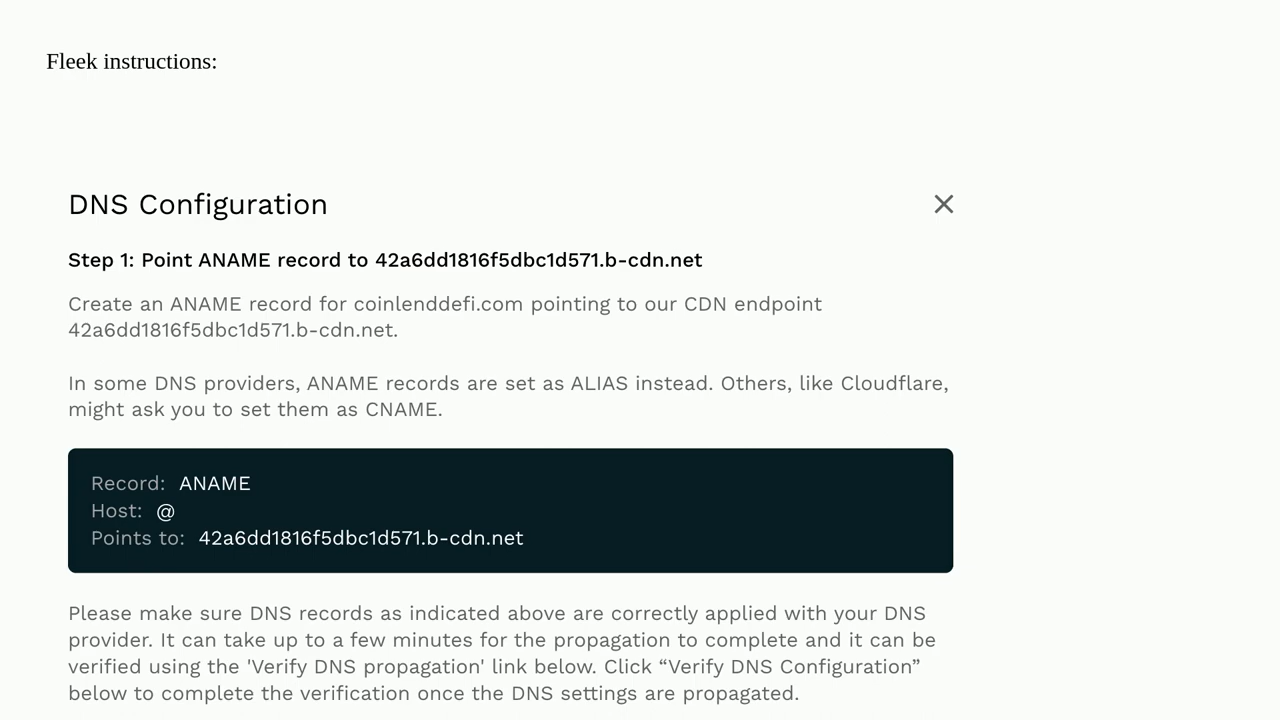 Fleek instructions:
DNS Configuration
Step 1: Point ANAME record to 42a6dd1816f5dbc1d571.b-cdn.net
Create an ANAME record for coinlenddefi.com pointing to our CDN endpoint
42a6dd1816f5dbc1d571.b-cdn.net.
In some DNS providers, ANAME records are set as ALIAS instead. Others, like Cloudflare,
might ask you to set them as CNAME.
Record: ANAME
Host: @
Points to: 42a6dd1816f5dbc1d571.b-cdn.net
Please make sure DNS records as indicated above are correctly applied with your DNS
provider. It can take up to a few minutes for the propagation to complete and it can be
verified using the 'Verify DNS propagation' link below. Click “Verify DNS Configuration”
below to complete the verification once the DNS settings are propagated.